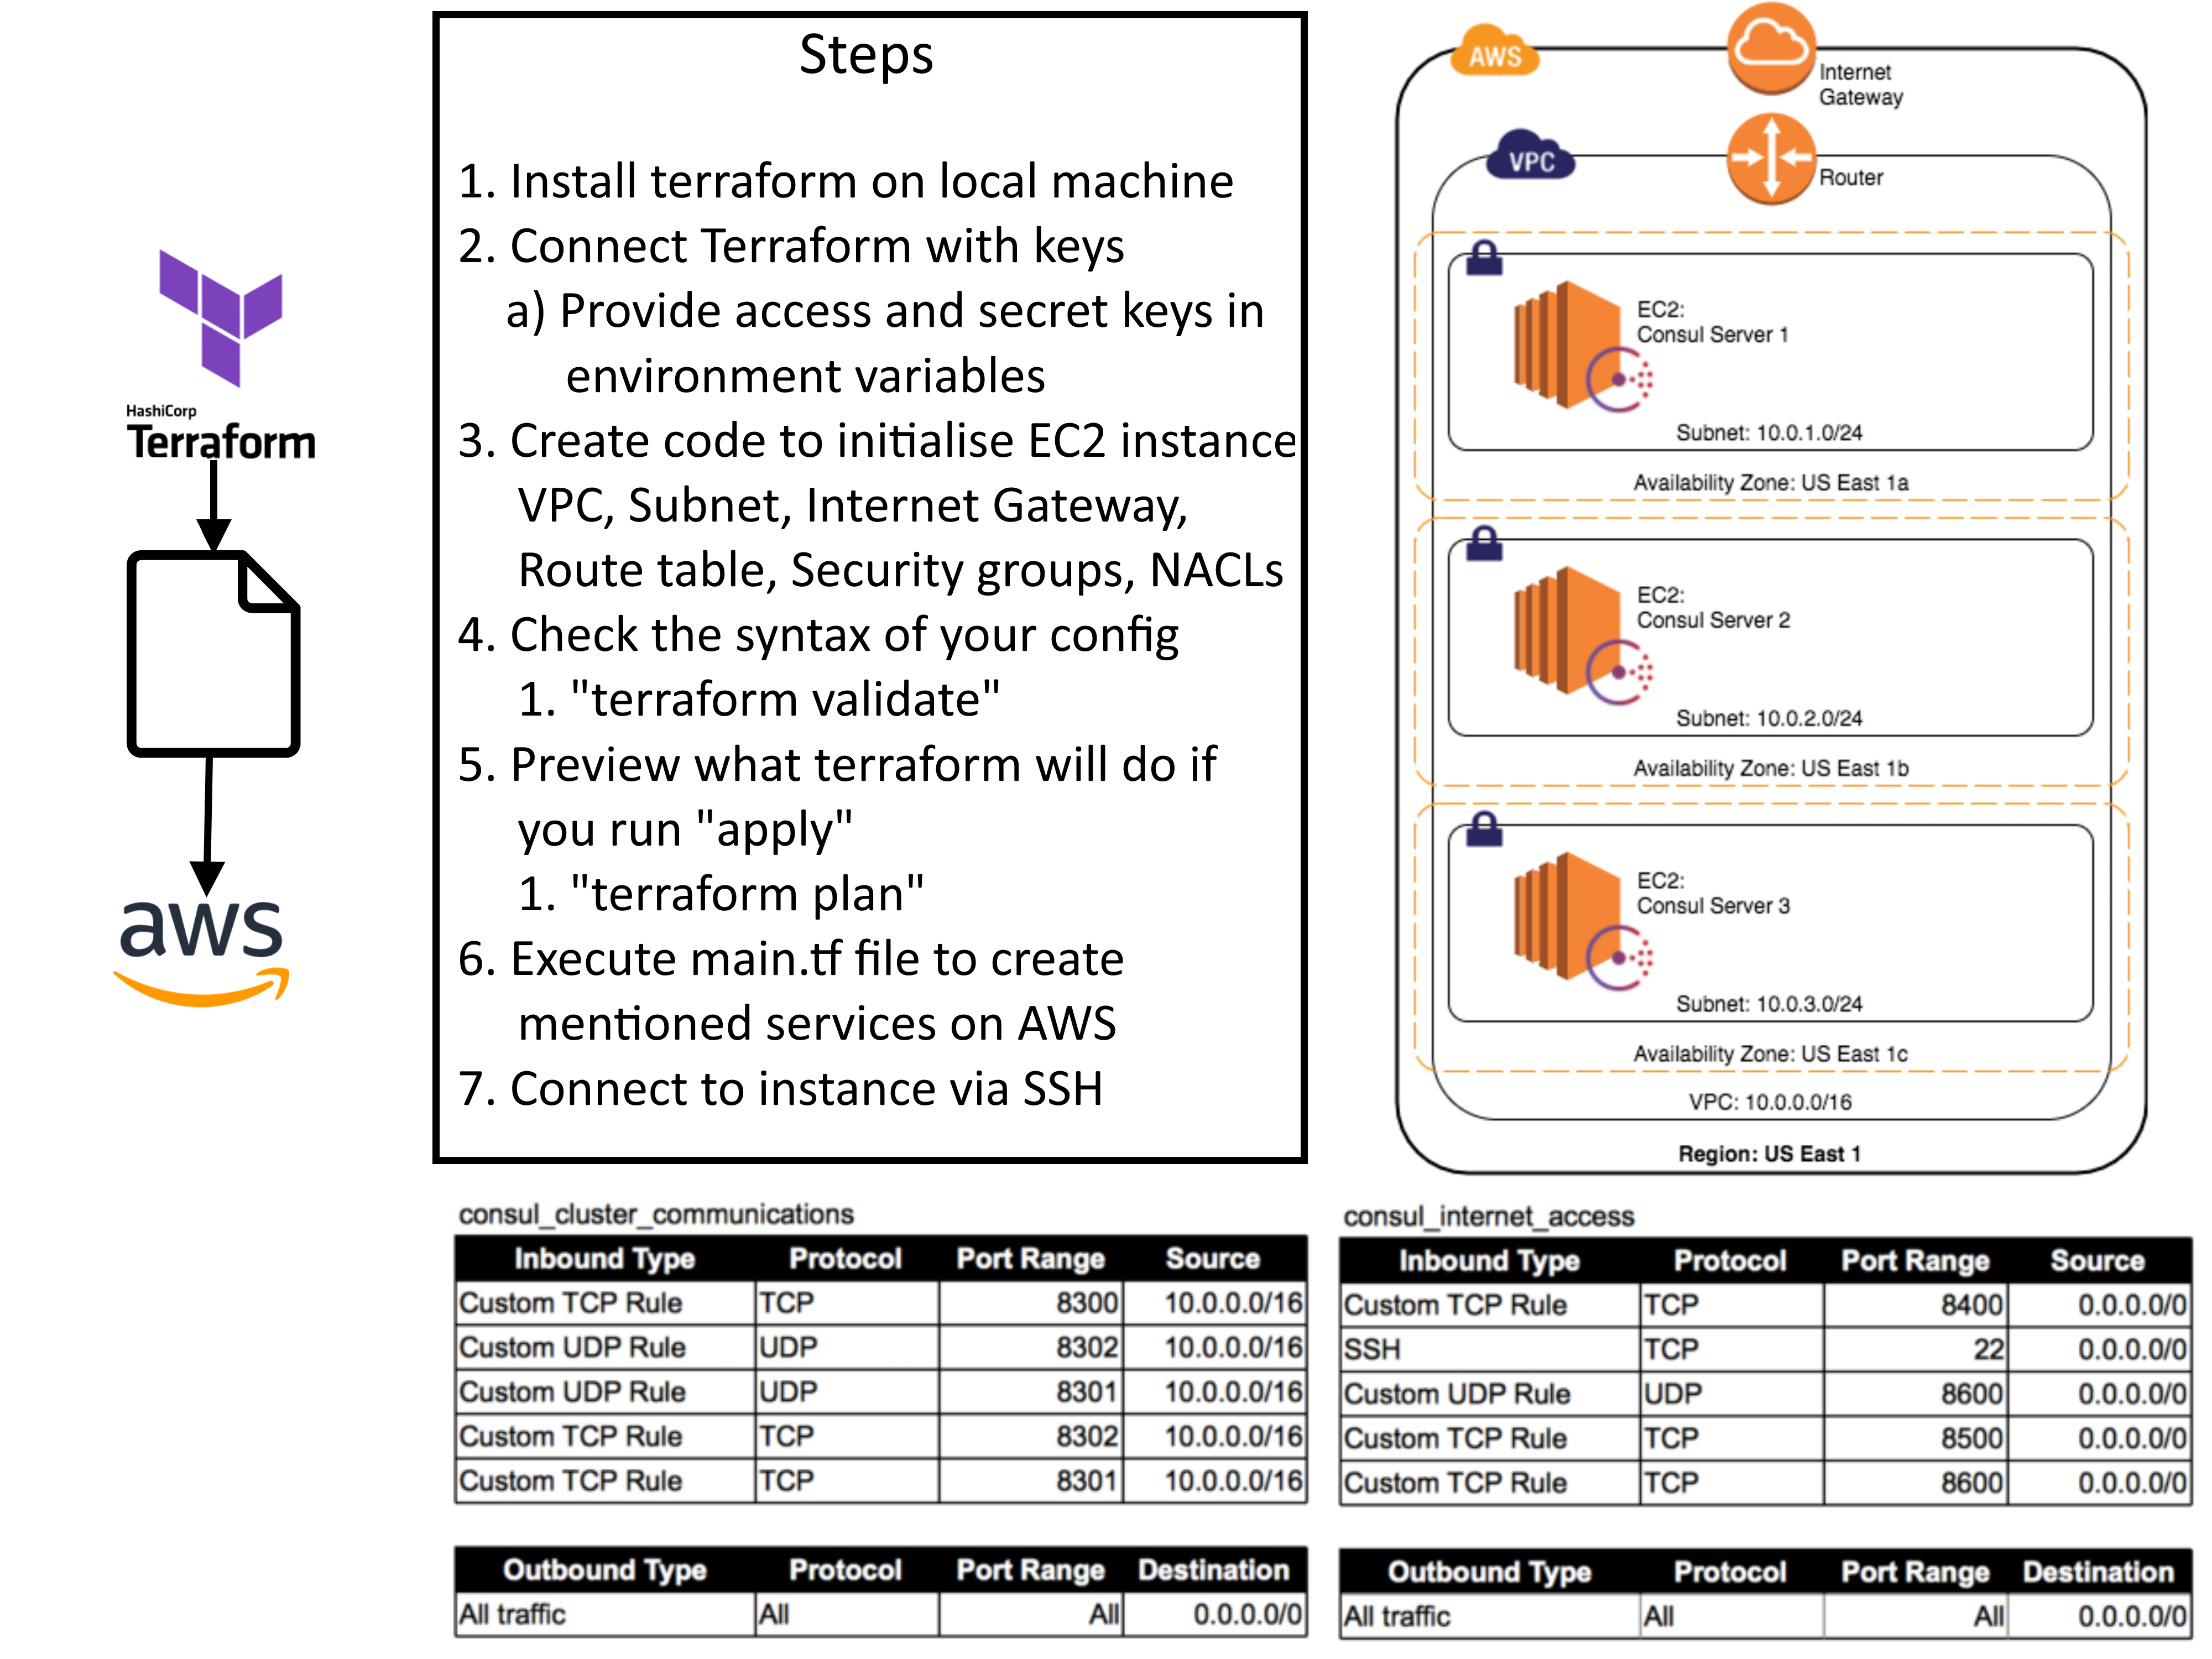 HashiCorp
Terraform
aws
Steps
1. Install terraform on local machine
2. Connect Terraform with keys
a) Provide access and secret keys in
environment variables
3. Create code to initialise EC2 instance
VPC, Subnet, Internet Gateway,
Route table, Security groups, NACLs
4. Check the syntax of your config
1. "terraform validate"
5. Preview what terraform will do if
you run "apply"
1. "terraform plan"
6. Execute main.tf file to create
mentioned services on AWS
7. Connect to instance via SSH
AWS
Internet
Gateway
VPC
Router
EC2:
Consul Server 1
Subnet: 10.0.1.0/24
Availability Zone: US East 1a
EC2:
Consul Server 2
Subnet: 10.0.2.0/24
Availability Zone: US East 1b
EC2:
Consul Server 3
Subnet: 10.0.3.0/24
Availability Zone: US East 1c
VPC: 10.0.0.0/16
Region: US East 1
consul_cluster_communications
Inbound Type Protocol Port Range Source
Custom TCP Rule TCP 8300 10.0.0.0/16
Custom UDP Rule UDP 8302 10.0.0.0/16
Custom UDP Rule UDP 8301 10.0.0.0/16
Custom TCP Rule TCP 8302 10.0.0.0/16
Custom TCP Rule TCP 8301 10.0.0.0/16
Outbound Type Protocol Port Range Destination
All traffic All All 0.0.0.0/0
consul_internet_access
Inbound Type Protocol Port Range Source
Custom TCP Rule TCP 8400 0.0.0.0/0
SSH TCP 22 0.0.0.0/0
Custom UDP Rule UDP 8600 0.0.0.0/0
Custom TCP Rule TCP 8500 0.0.0.0/0
Custom TCP Rule TCP 8600 0.0.0.0/0
Outbound Type Protocol Port Range Destination
All traffic All All 0.0.0.0/0